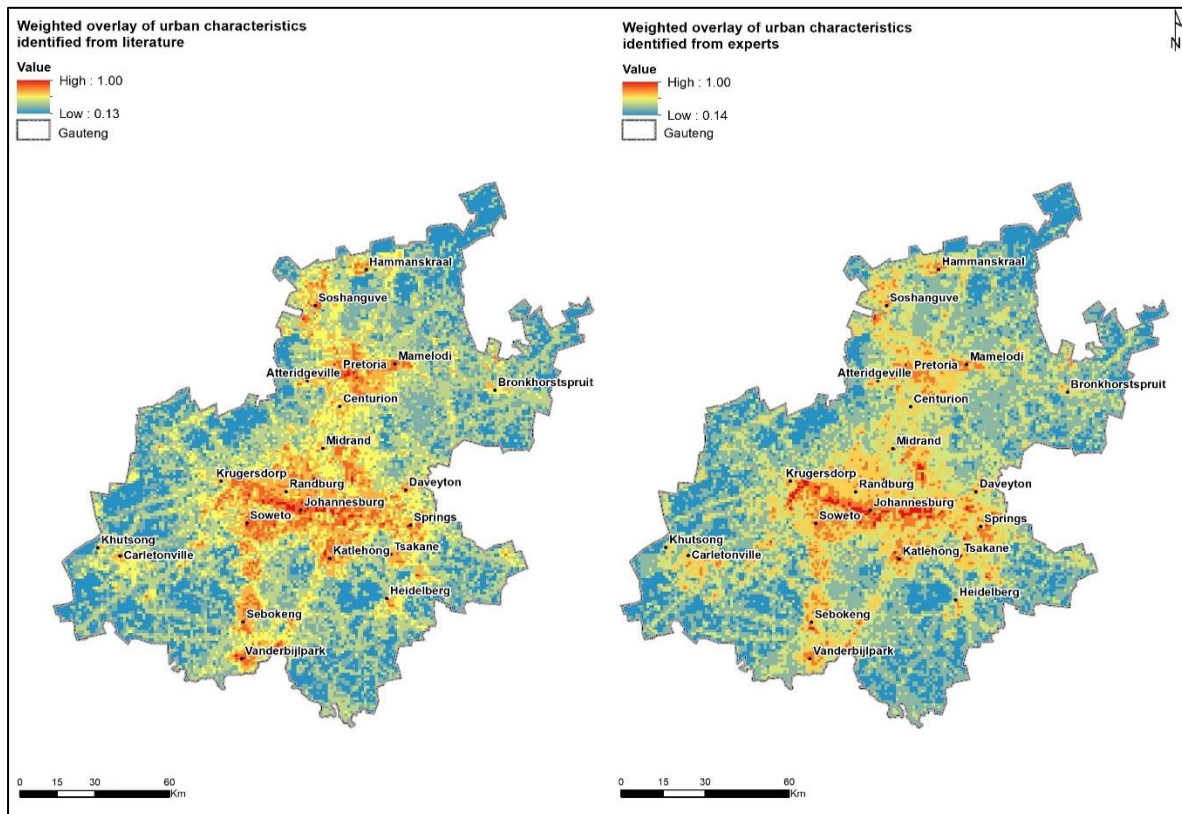 Weighted overlay of urban characteristics
identified from literature
Value
High : 1.00
Low : 0.13
Gauteng
Hammanskraal
Soshanguve
Mamelodi
Pretoria
Atteridgeville
Bronkhorstspruit
Centurion
Midrand
Krugersdorp
Randburg
Daveyton
Johannesburg
Soweto
Springs
Khutsong
Carletonville
Katlehong
Tsakane
Heidelberg
Sebokeng
Vanderbijlpark
0 15 30 60
Km
Weighted overlay of urban characteristics
identified from experts
N
Value
High : 1.00
Low : 0.14
Gauteng
Hammanskraal
Soshanguve
Mamelodi
Pretoria
Atteridgeville
Bronkhorstspruit
Centurion
Midrand
Krugersdorp
Randburg
Daveyton
Johannesburg
Soweto
Springs
Khutsong
Carletonville
Katlehong
Tsakane
Heidelberg
Sebokeng
Vanderbijlpark
0 15 30 60
Km